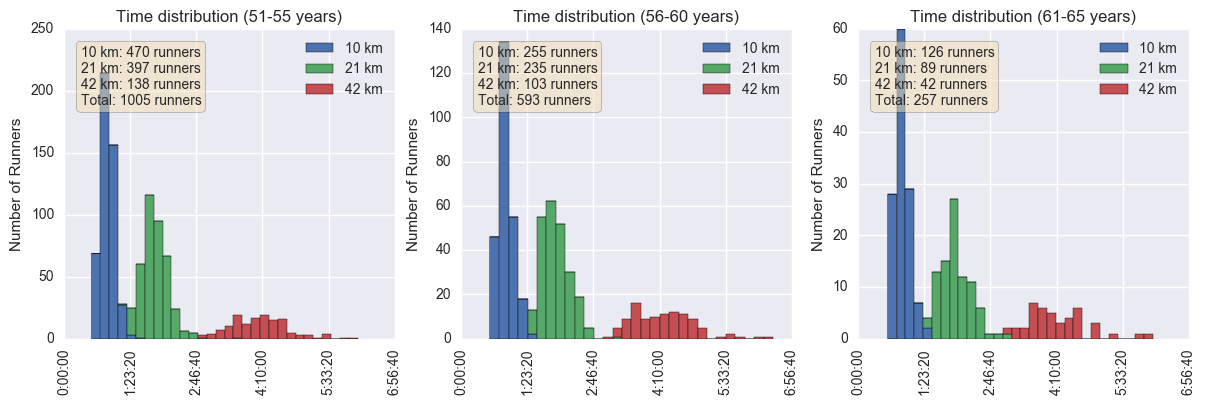 Time distribution (51-55 years)
Number of Runners
250
200
150
100
50
0
10 km: 470 runners
21 km: 397 runners
42 km: 138 runners
Total: 1005 runners
10 km
21 km
42 km
0:00:00
1:23:20
2:46:40
4:10:00
5:33:20
6:56:40
Time distribution (56-60 years)
Number of Runners
140
120
100
80
60
40
20
0
10 km: 255 runners
21 km: 235 runners
42 km: 103 runners
Total: 593 runners
10 km
21 km
42 km
0:00:00
1:23:20
2:46:40
4:10:00
5:33:20
6:56:40
Time distribution (61-65 years)
Number of Runners
60
50
40
30
20
10
0
10 km: 126 runners
21 km: 89 runners
42 km: 42 runners
Total: 257 runners
10 km
21 km
42 km
0:00:00
1:23:20
2:46:40
4:10:00
5:33:20
6:56:40